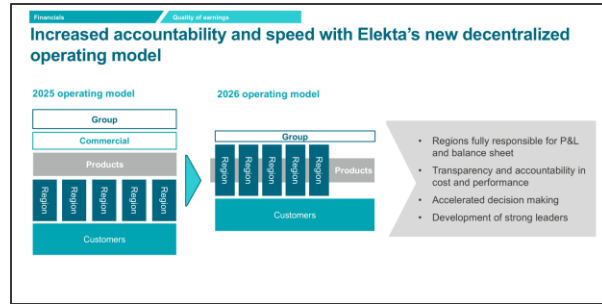 Financials
Quality of earnings
Increased accountability and speed with Elekta's new decentralized
operating model
2025 operating model
Group
Commercial
Products
Region
Region
Region
Region
Region
Customers
2026 operating model
Group
Region
Region
Region
Region
Region
Products
Customers
• Regions fully responsible for P&L
and balance sheet
• Transparency and accountability in
cost and performance
• Accelerated decision making
• Development of strong leaders